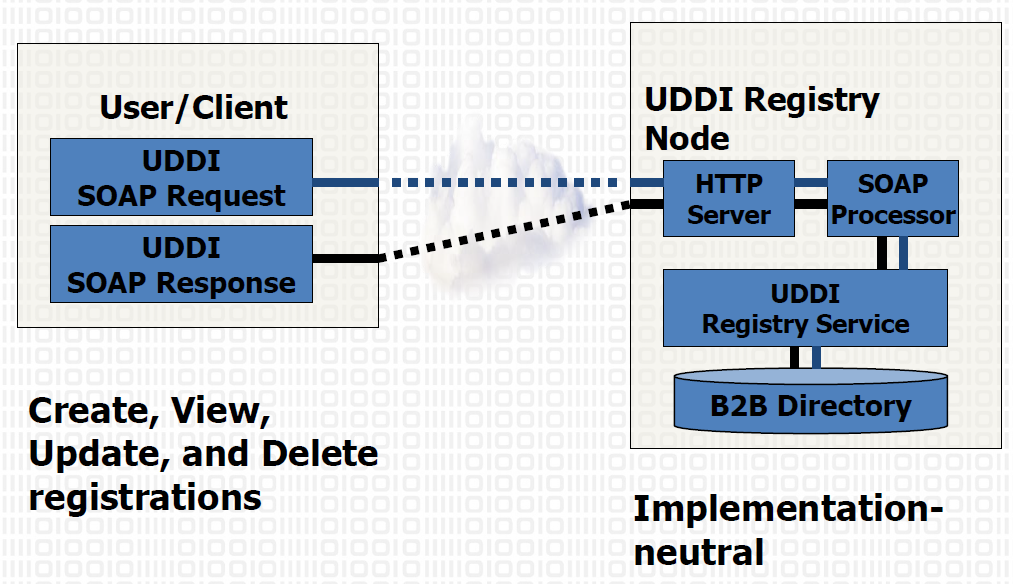 User/Client
UDDI
SOAP Request
UDDI
SOAP Response
Create, View,
Update, and Delete
registrations
UDDI Registry
Node
HTTP
Server
SOAP
Processor
UDDI
Registry Service
B2B Directory
Implementation-
neutral